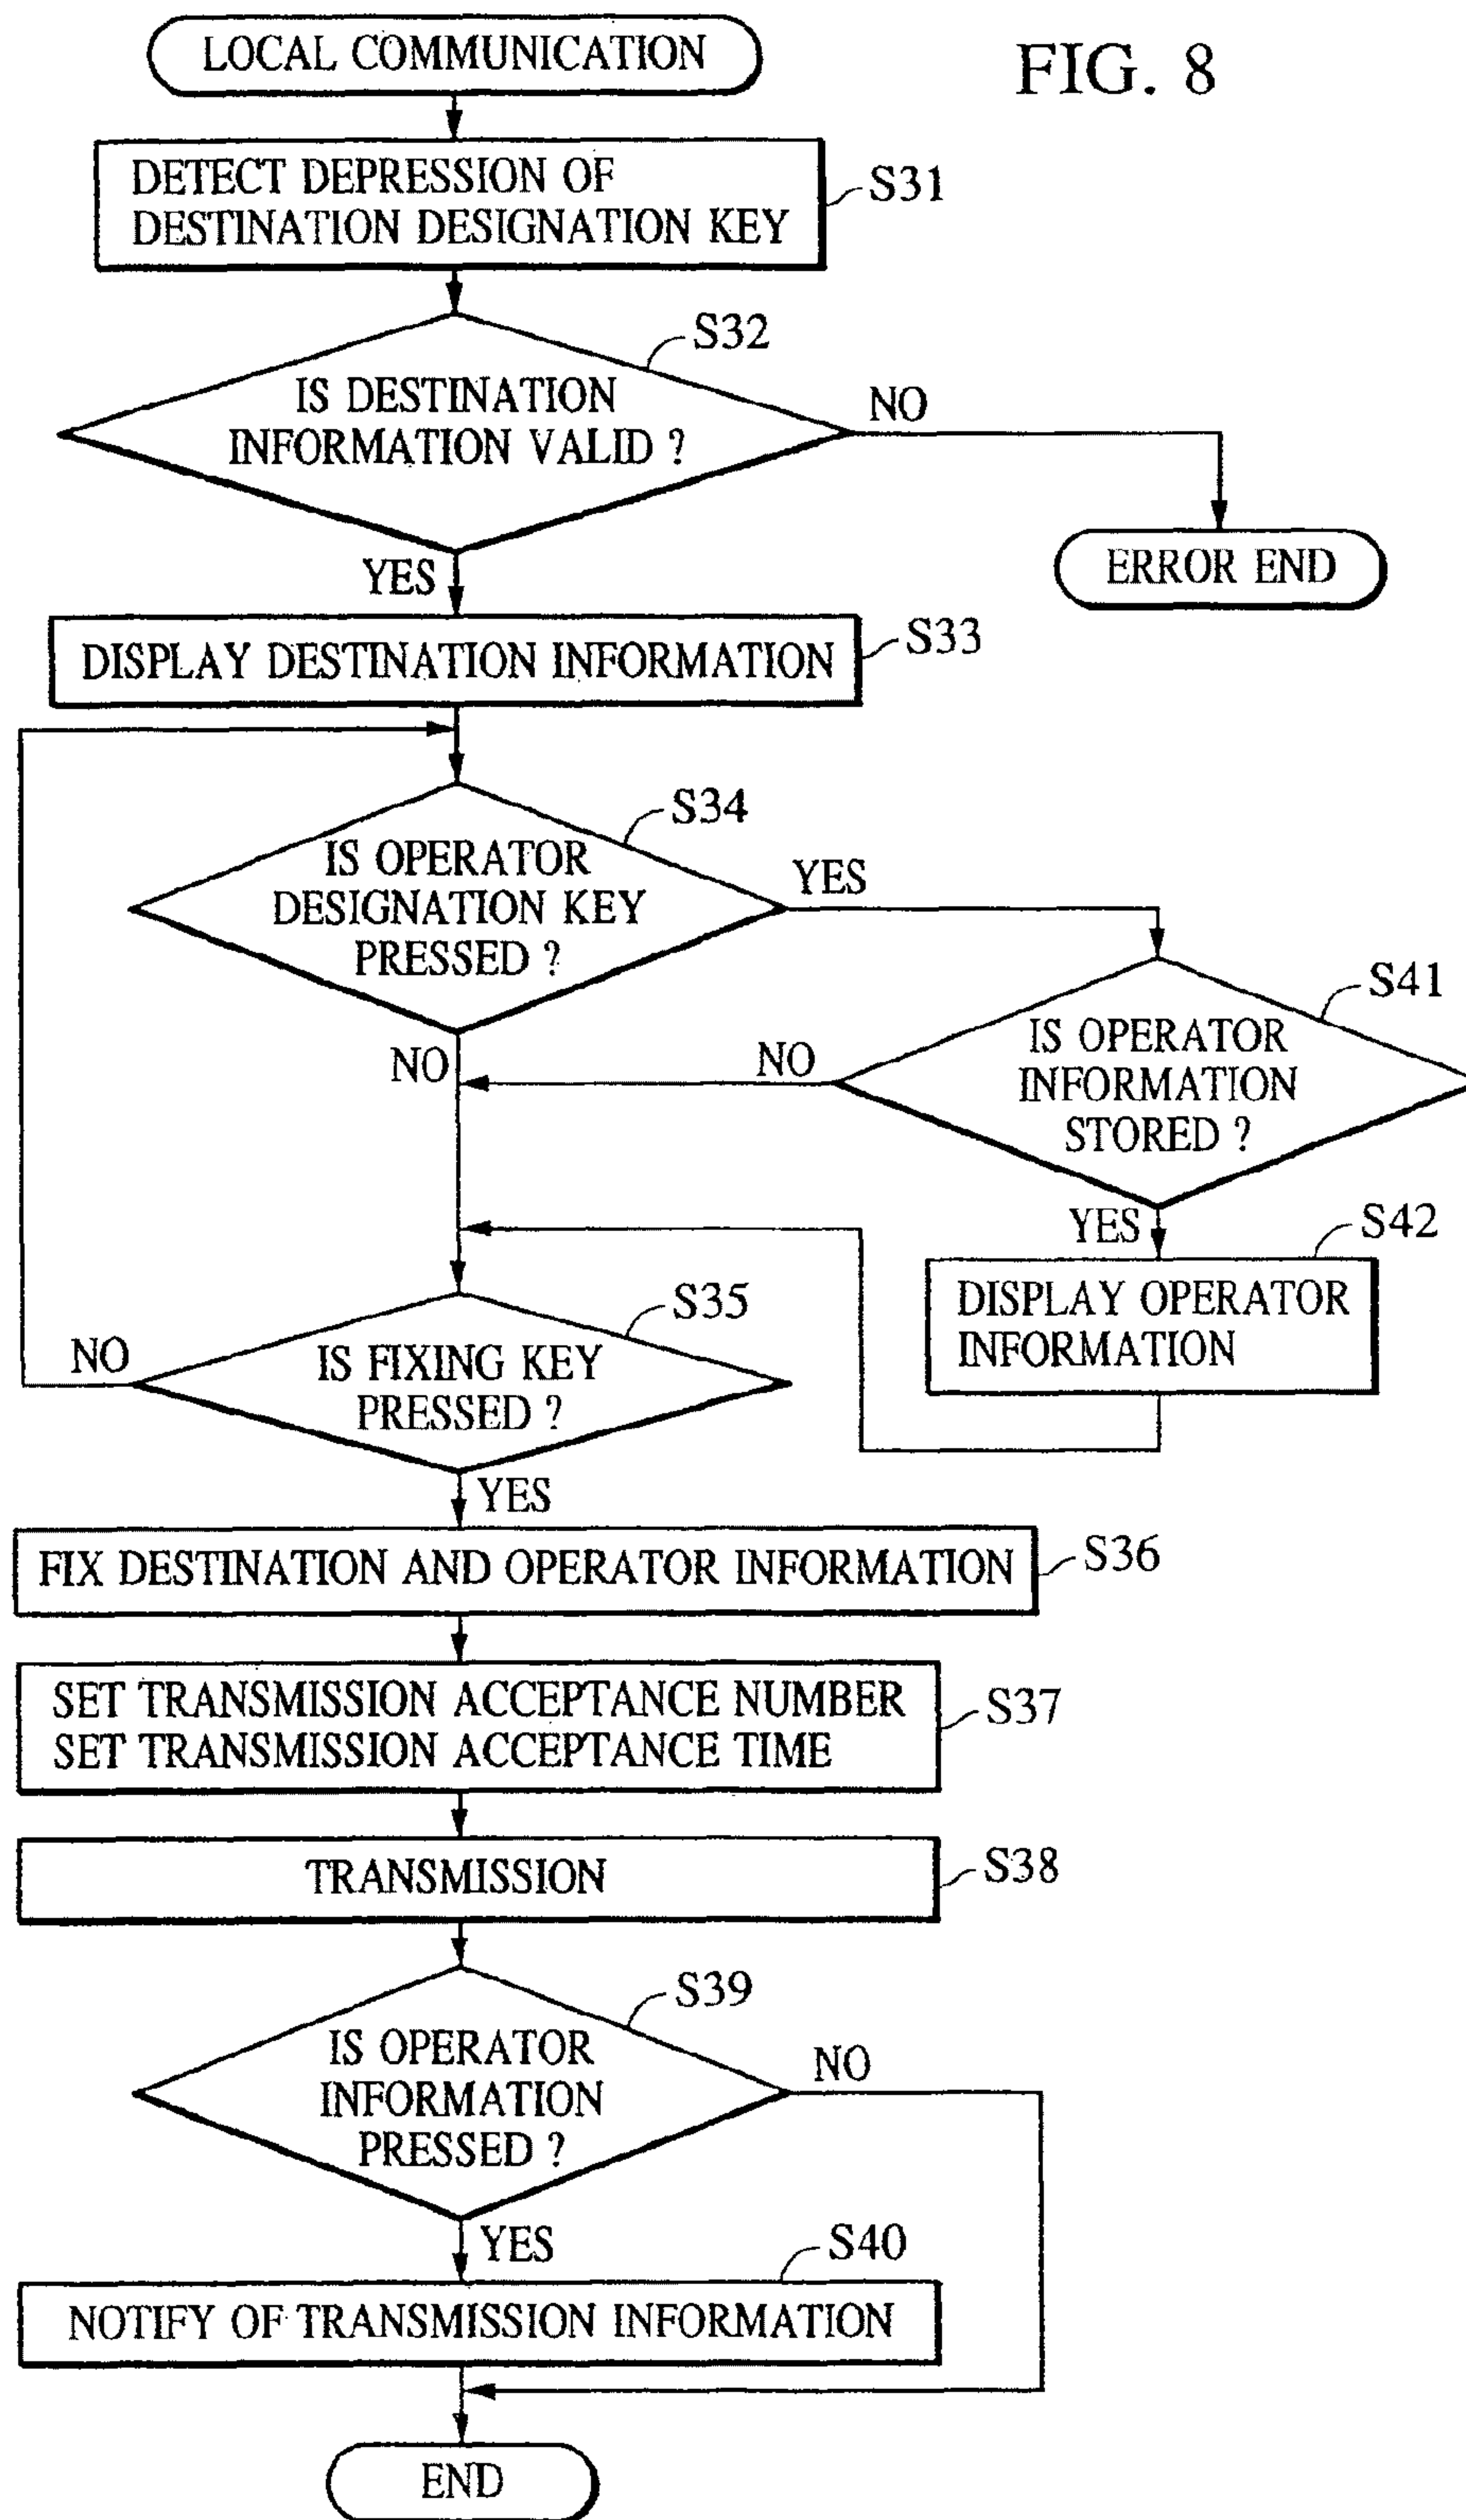 LOCAL COMMUNICATION
FIG. 8
DETECT DEPRESSION OF
DESTINATION DESIGNATION KEY
S31
S32
IS DESTINATION
INFORMATION VALID ?
NO
ERROR END
YES
DISPLAY DESTINATION INFORMATION
S33
S34
IS OPERATOR
DESIGNATION KEY
PRESSED ?
YES
NO
S41
IS OPERATOR
INFORMATION
STORED ?
NO
YES
S42
DISPLAY OPERATOR
INFORMATION
S35
IS FIXING KEY
PRESSED ?
NO
YES
FIX DESTINATION AND OPERATOR INFORMATION
S36
SET TRANSMISSION ACCEPTANCE NUMBER
SET TRANSMISSION ACCEPTANCE TIME
S37
TRANSMISSION
S38
S39
IS OPERATOR
INFORMATION
PRESSED ?
NO
YES
S40
NOTIFY OF TRANSMISSION INFORMATION
END